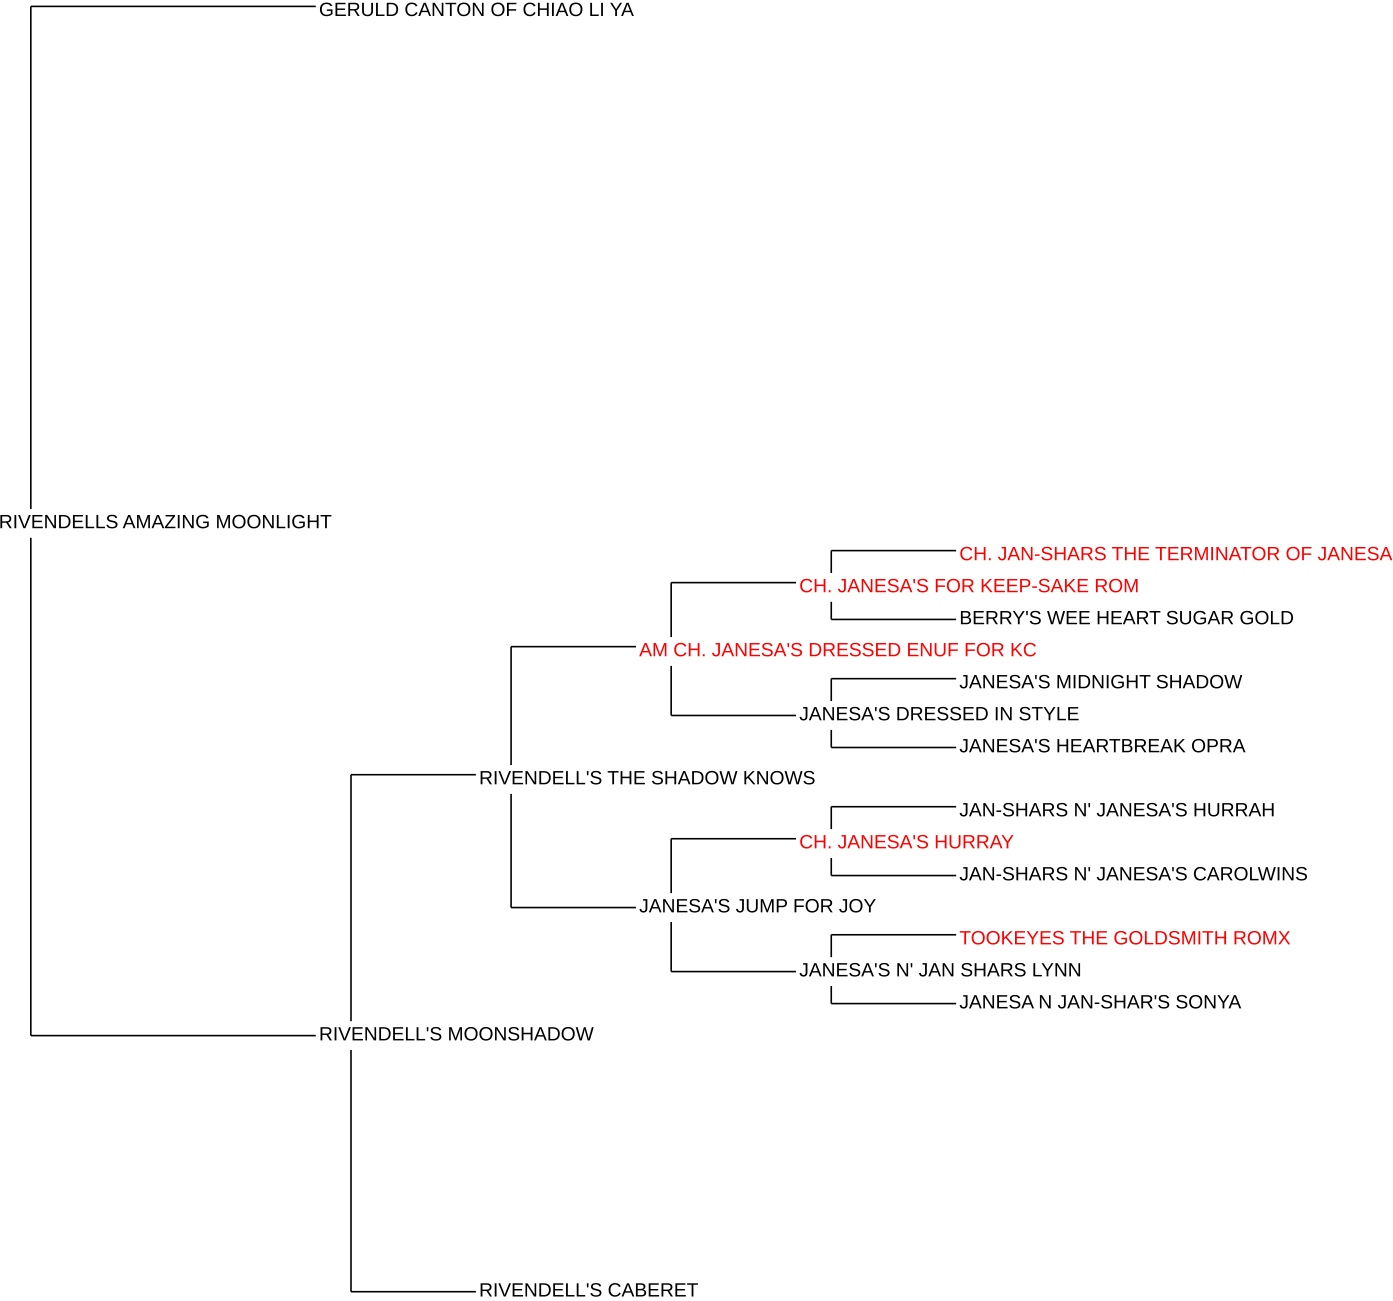 GERULD CANTON OF CHIAO LI YA
RIVENDELLS AMAZING MOONLIGHT
CH. JAN-SHARS THE TERMINATOR OF JANESA
CH. JANESA'S FOR KEEP-SAKE ROM
BERRY'S WEE HEART SUGAR GOLD
AM CH. JANESA'S DRESSED ENUF FOR KC
JANESA'S MIDNIGHT SHADOW
JANESA'S DRESSED IN STYLE
JANESA'S HEARTBREAK OPRA
RIVENDELL'S THE SHADOW KNOWS
JAN-SHARS N' JANESA'S HURRAH
CH. JANESA'S HURRAY
JAN-SHARS N' JANESA'S CAROLWINS
JANESA'S JUMP FOR JOY
TOOKEYES THE GOLDSMITH ROMX
JANESA'S N' JAN SHARS LYNN
JANESA N JAN-SHAR'S SONYA
RIVENDELL'S MOONSHADOW
RIVENDELL'S CABERET